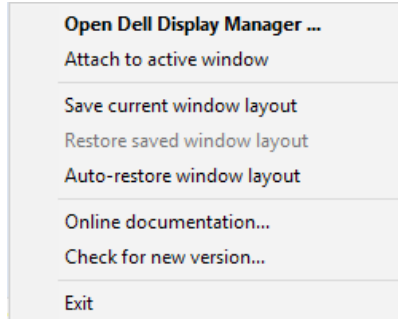 Open Dell Display Manager ...
Attach to active window
Save current window layout
Restore saved window layout
Auto-restore window layout
Online documentation...
Check for new version...
Exit